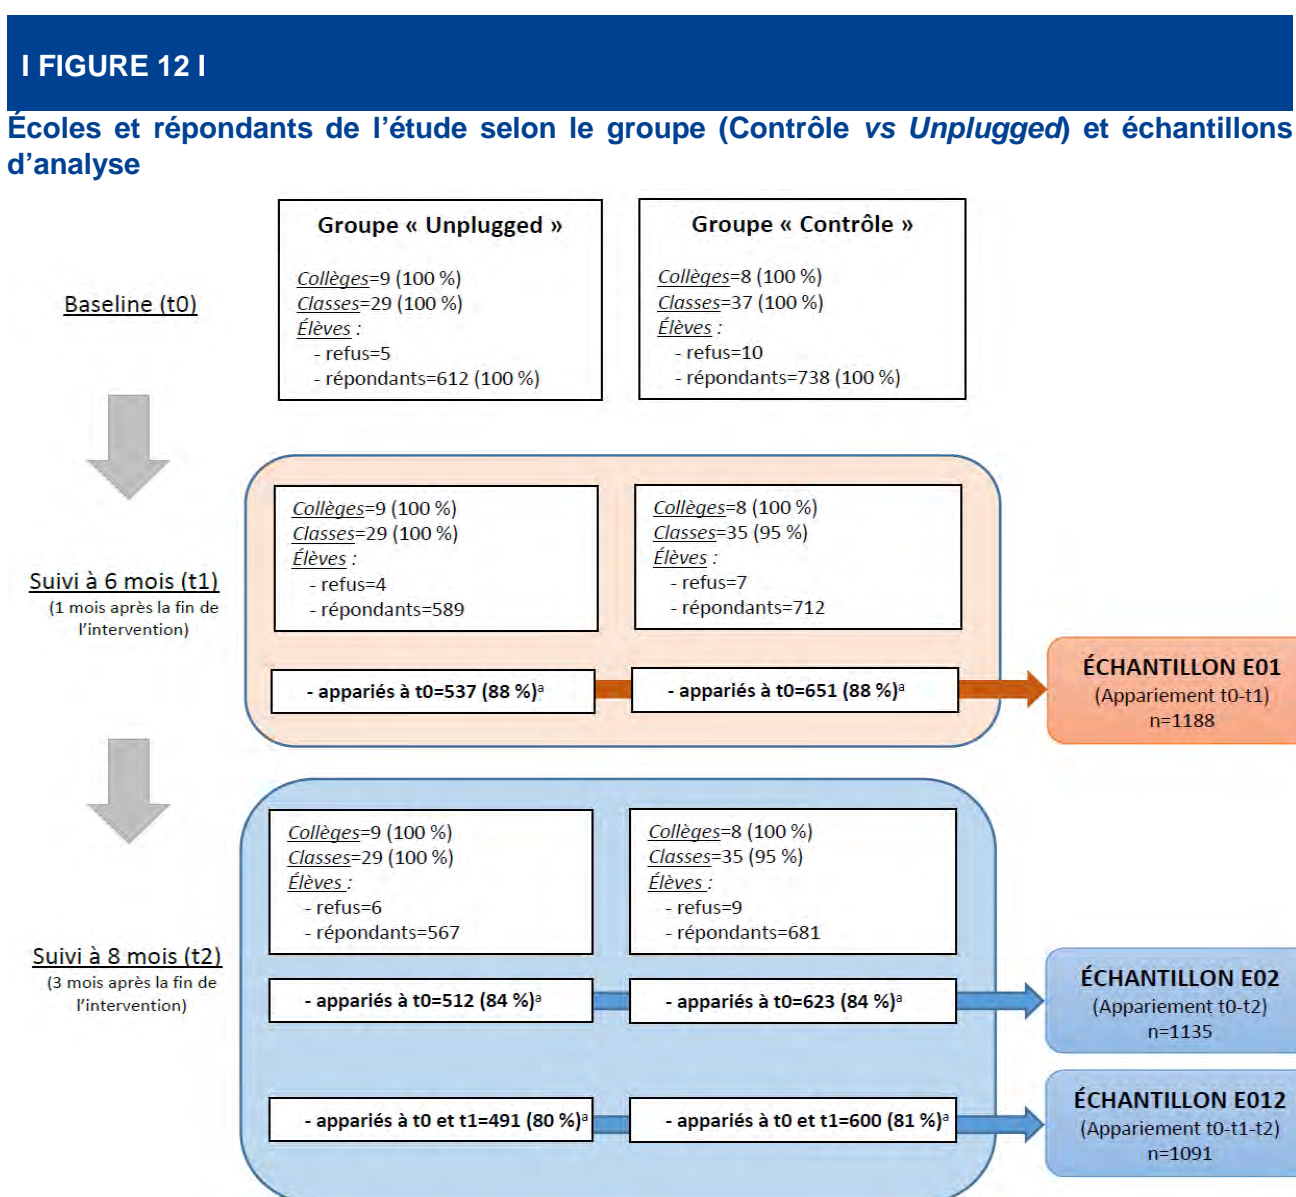 I FIGURE 12 I
Écoles et répondants de l'étude selon le groupe (Contrôle vs Unplugged) et échantillons
d'analyse
Groupe « Unplugged »
Collèges=9 (100 %)
Classes=29 (100 %)
Élèves :
- refus=5
- répondants=612 (100 %)
Groupe « Contrôle »
Collèges=8 (100 %)
Classes=37 (100 %)
Élèves :
- refus=10
- répondants=738 (100 %)
Baseline (t0)
Collèges=9 (100 %)
Classes=29 (100 %)
Élèves :
- refus=4
- répondants=589
Collèges=8 (100 %)
Classes=35 (95 %)
Élèves :
- refus=7
- répondants=712
Suivi à 6 mois (t1)
(1 mois après la fin de
l'intervention)
- appariés à t0=537 (88 %)ᵃ
- appariés à t0=651 (88 %)ᵃ
ÉCHANTILLON E01
(Appariement t0-t1)
n=1188
Collèges=9 (100 %)
Classes=29 (100 %)
Élèves :
- refus=6
- répondants=567
Collèges=8 (100 %)
Classes=35 (95 %)
Élèves :
- refus=9
- répondants=681
Suivi à 8 mois (t2)
(3 mois après la fin de
l'intervention)
- appariés à t0=512 (84 %)ᵃ
- appariés à t0=623 (84 %)ᵃ
ÉCHANTILLON E02
(Appariement t0-t2)
n=1135
- appariés à t0 et t1=491 (80 %)ᵃ
- appariés à t0 et t1=600 (81 %)ᵃ
ÉCHANTILLON E012
(Appariement t0-t1-t2)
n=1091